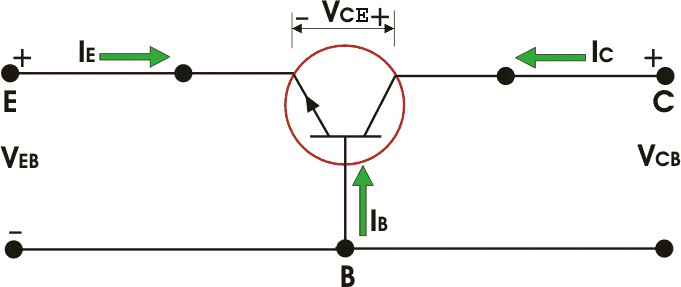 - VCE +
+ IE IC +
E C
VEB VCB
IB
-
B